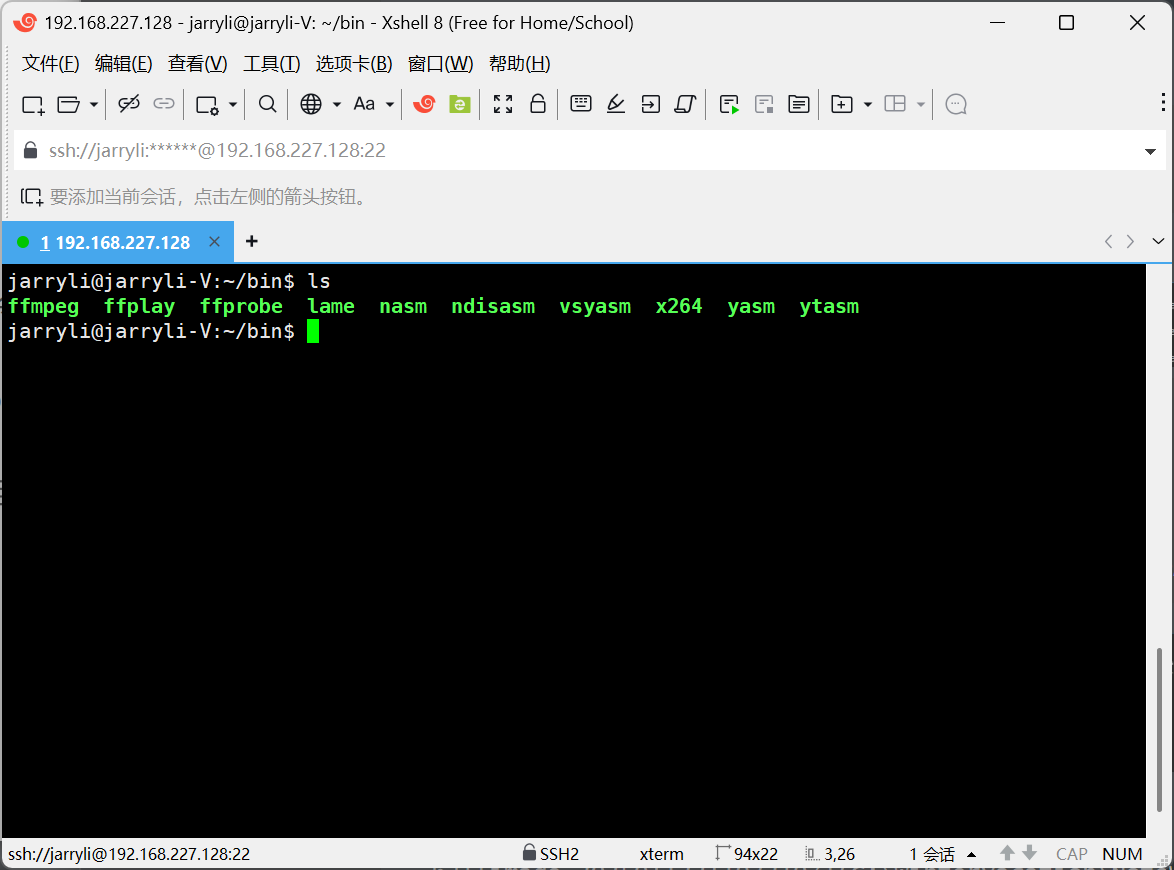 192.168.227.128 - jarryli@jarryli-V: ~/bin - Xshell 8 (Free for Home/School)
文件(F) 编辑(E) 查看(V) 工具(T) 选项卡(B) 窗口(W) 帮助(H)
Aa
ssh://jarryli:******@192.168.227.128:22
要添加当前会话，点击左侧的箭头按钮。
1 192.168.227.128
jarryli@jarryli-V:~/bin$ ls
ffmpeg ffplay ffprobe lame nasm ndisasm vsyasm x264 yasm ytasm
jarryli@jarryli-V:~/bin$
ssh://jarryli@192.168.227.128:22 SSH2 xterm 94x22 3,26 1 会话 CAP NUM